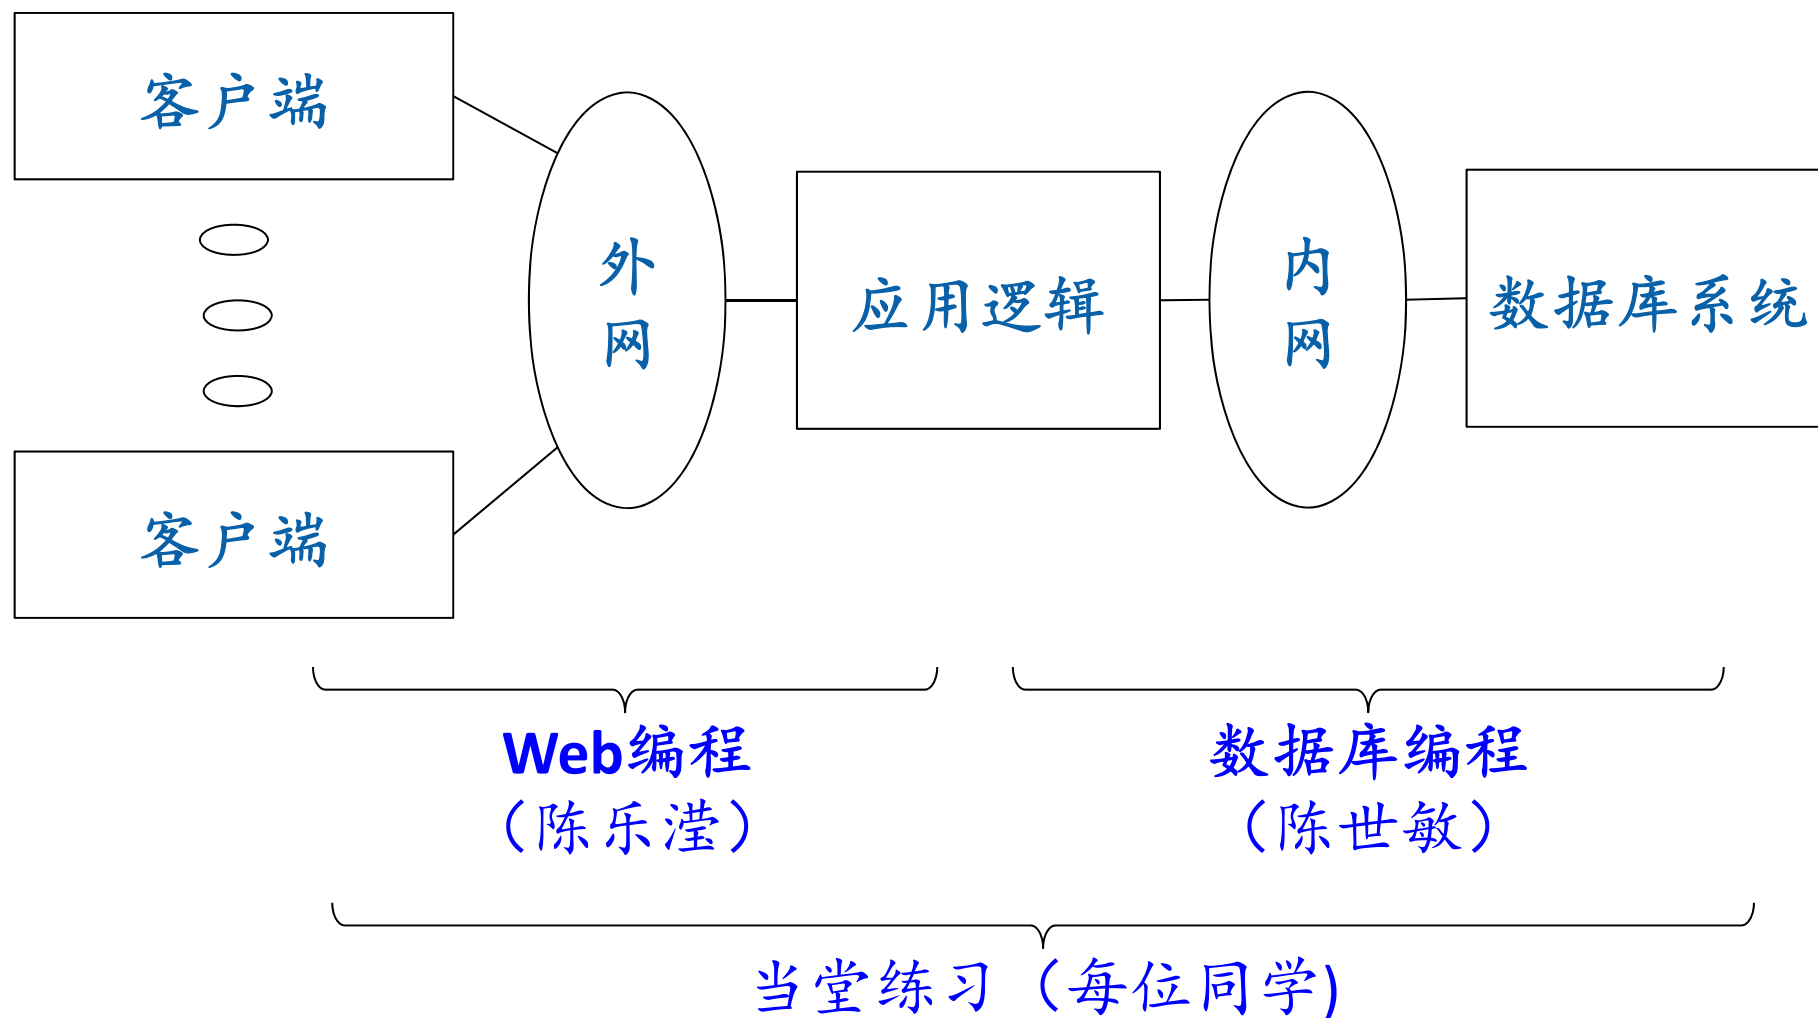 客户端
外
网
应用逻辑
内
网
数据库系统
客户端
Web编程
（陈乐滢）
数据库编程
（陈世敏）
当堂练习（每位同学)